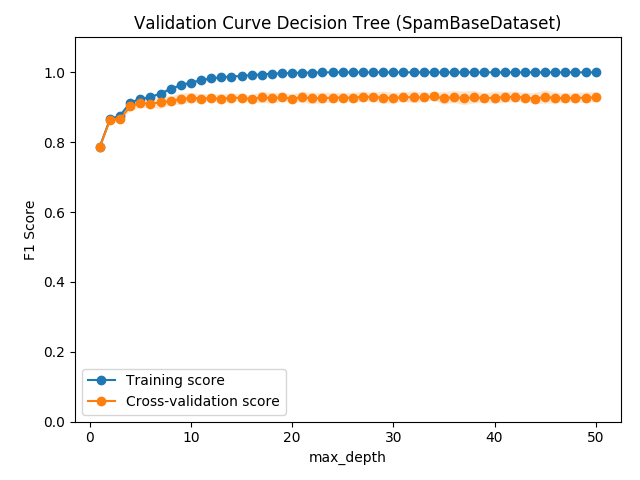 Validation Curve Decision Tree (SpamBaseDataset)
F1 Score
1.0
0.8
0.6
0.4
0.2
0.0
Training score
Cross-validation score
0 10 20 30 40 50
max_depth